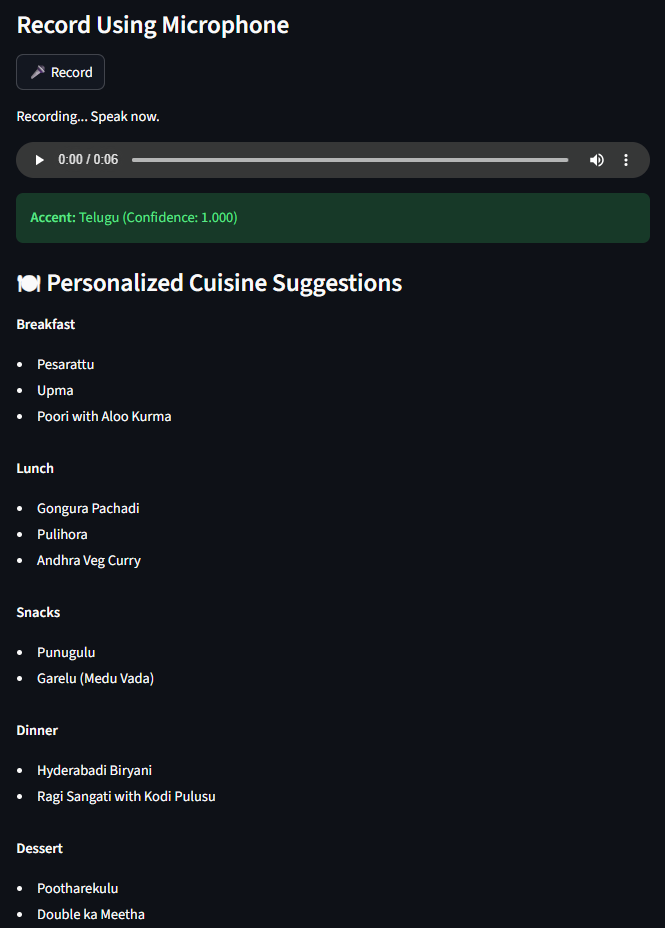 Record Using Microphone
🎤 Record
Recording... Speak now.
0:00 / 0:06
Accent: Telugu (Confidence: 1.000)
🍽️ Personalized Cuisine Suggestions
Breakfast
• Pesarattu
• Upma
• Poori with Aloo Kurma
Lunch
• Gongura Pachadi
• Pulihora
• Andhra Veg Curry
Snacks
• Punugulu
• Garelu (Medu Vada)
Dinner
• Hyderabadi Biryani
• Ragi Sangati with Kodi Pulusu
Dessert
• Pootharekulu
• Double ka Meetha